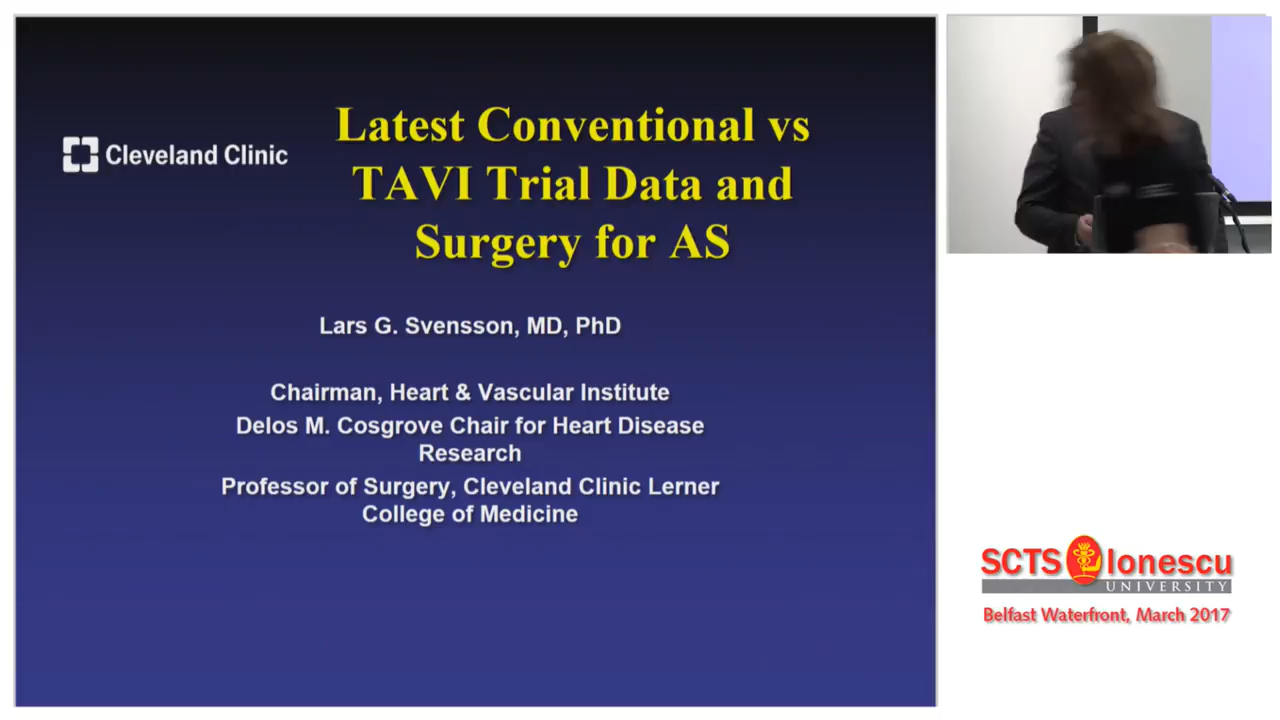 Latest Conventional vs
TAVI Trial Data and
Surgery for AS
Cleveland Clinic
Lars G. Svensson, MD, PhD
Chairman, Heart & Vascular Institute
Delos M. Cosgrove Chair for Heart Disease
Research
Professor of Surgery, Cleveland Clinic Lerner
College of Medicine
SCTS Ionescu
UNIVERSITY
Belfast Waterfront, March 2017